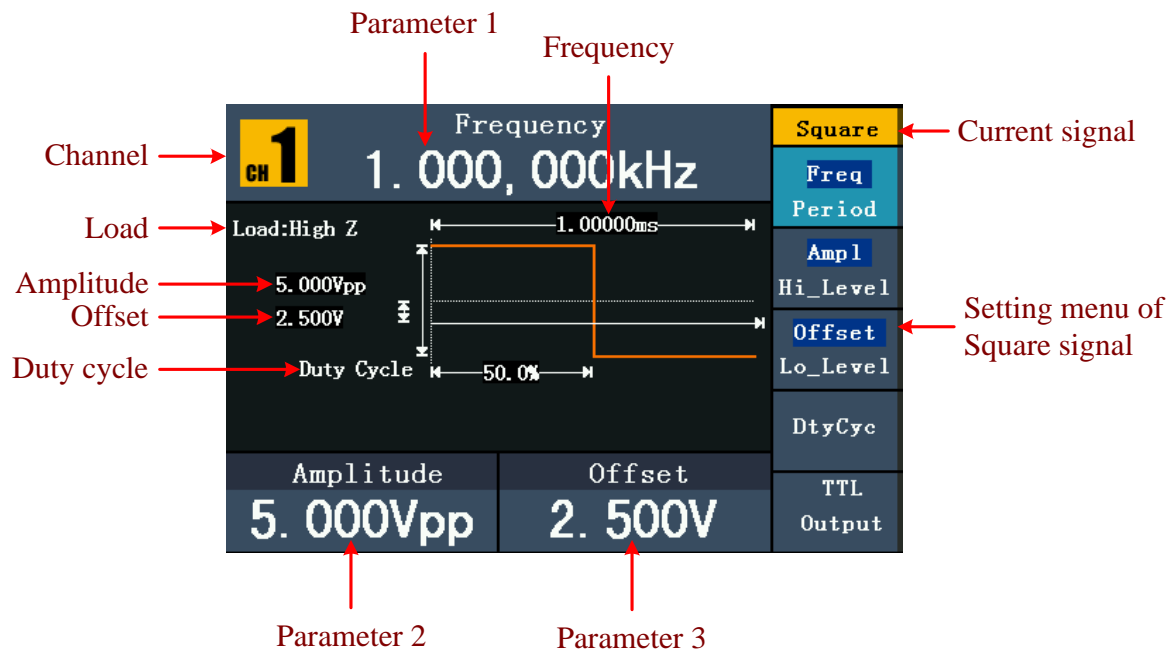 Parameter 1
Frequency
Channel
Load
Amplitude
Offset
Duty cycle
CH 1
Frequency
1.000,000kHz
Load:High Z
1.00000ms
5.000Vpp
2.500V
Duty Cycle
50.0%
Amplitude
5.000Vpp
Offset
2.500V
Square
Freq
Period
Ampl
Hi_Level
Offset
Lo_Level
DtyCyc
TTL
Output
Current signal
Setting menu of
Square signal
Parameter 2
Parameter 3